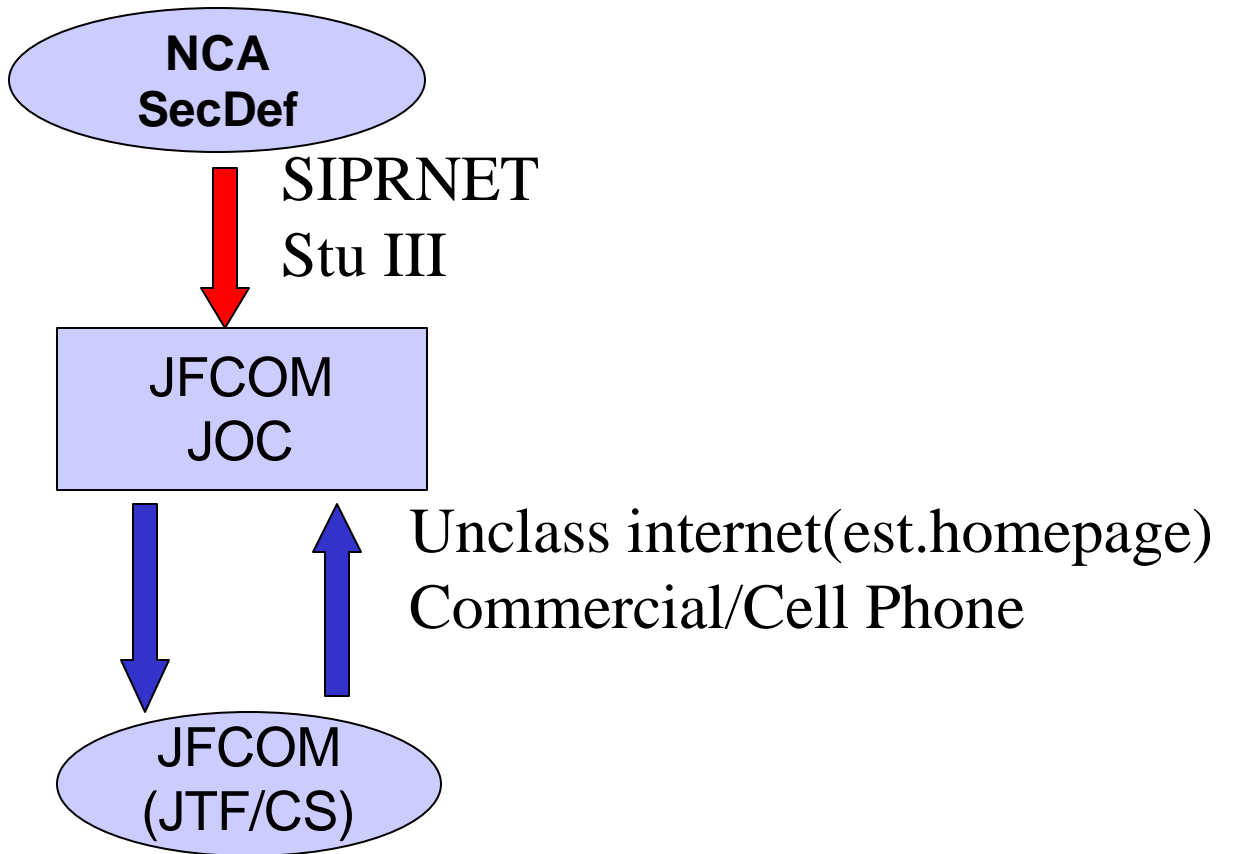 NCA
SecDef
SIPRNET
Stu III
JFCOM
JOC
Unclass internet(est.homepage)
Commercial/Cell Phone
JFCOM
(JTF/CS)